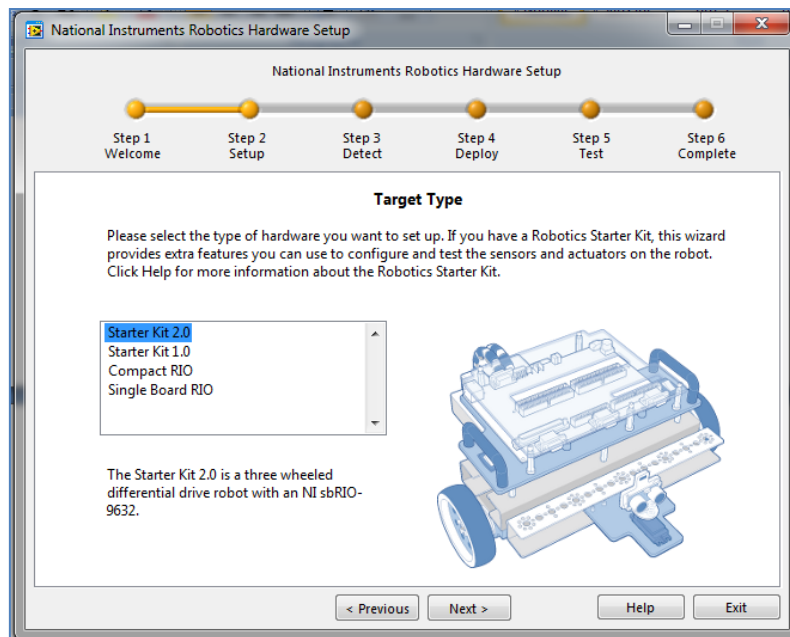 National Instruments Robotics Hardware Setup
National Instruments Robotics Hardware Setup
Step 1 Step 2 Step 3 Step 4 Step 5 Step 6
Welcome Setup Detect Deploy Test Complete
Target Type
Please select the type of hardware you want to set up. If you have a Robotics Starter Kit, this wizard
provides extra features you can use to configure and test the sensors and actuators on the robot.
Click Help for more information about the Robotics Starter Kit.
Starter Kit 2.0
Starter Kit 1.0
Compact RIO
Single Board RIO
The Starter Kit 2.0 is a three wheeled
differential drive robot with an NI sbRIO-
9632.
< Previous Next > Help Exit